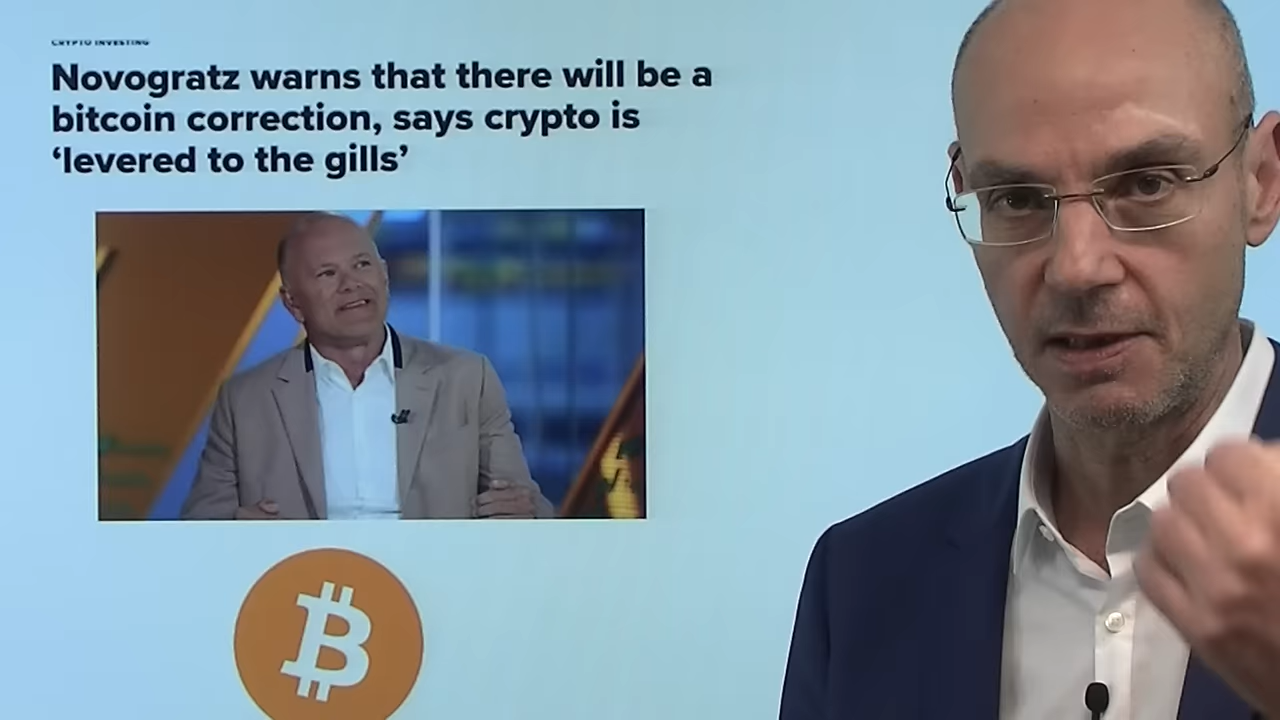 CRYPTO INVESTING
Novogratz warns that there will be a
bitcoin correction, says crypto is
‘levered to the gills’